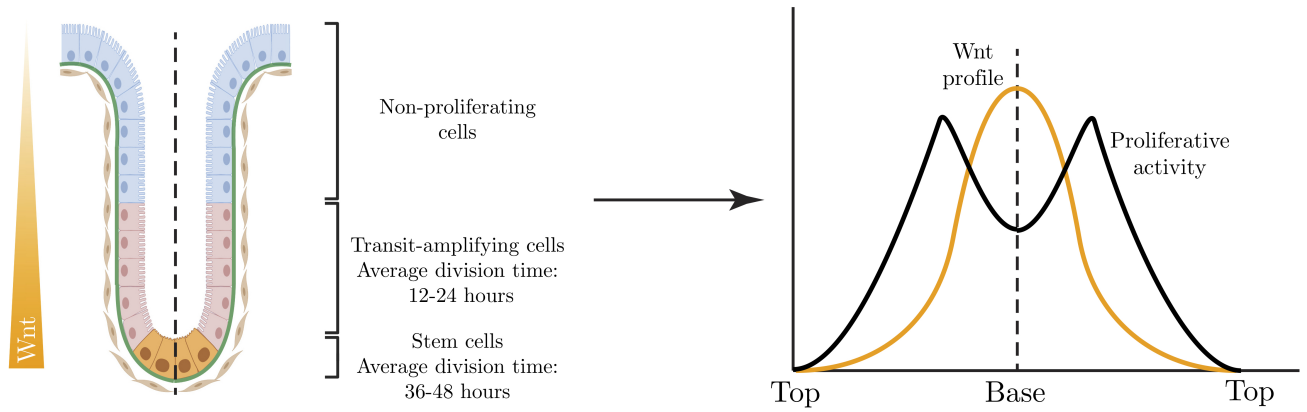 Wnt
Non-proliferating
cells
Transit-amplifying cells
Average division time:
12-24 hours
Stem cells
Average division time:
36-48 hours
Wnt
profile
Proliferative
activity
Top
Base
Top